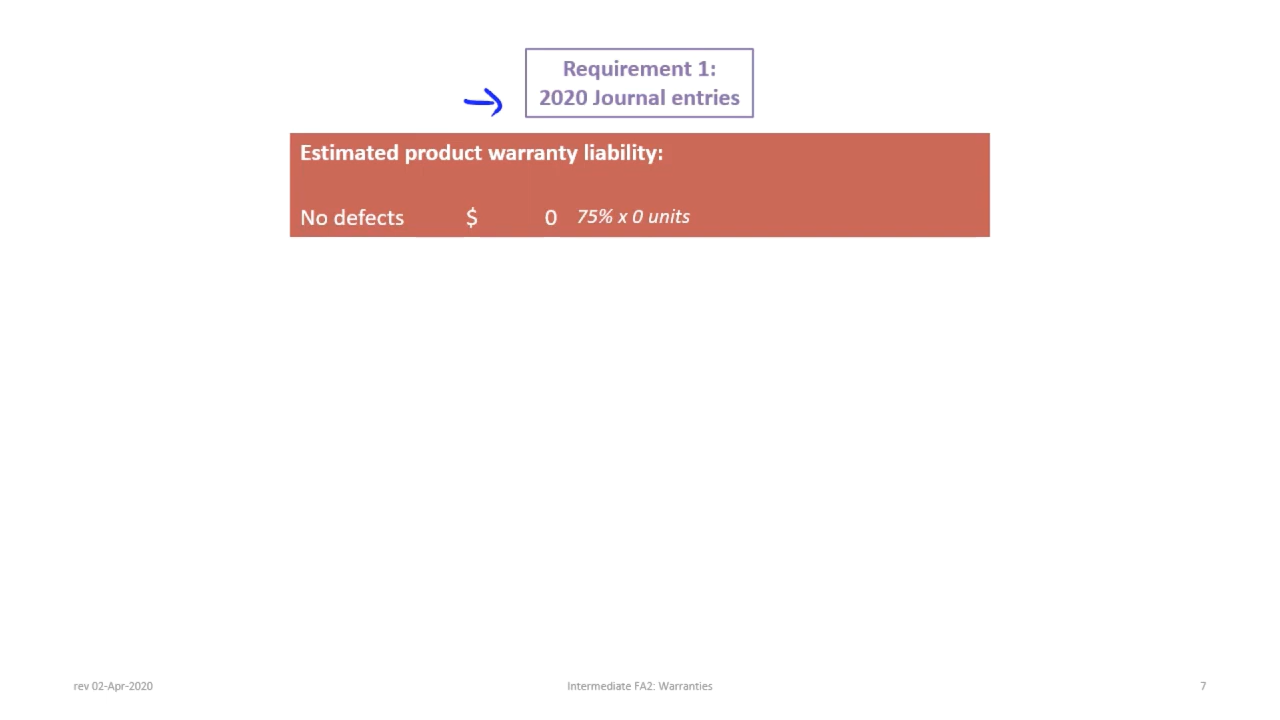 Requirement 1:
2020 Journal entries
Estimated product warranty liability:
No defects $ 0 75% x 0 units
rev 02-Apr-2020
Intermediate FA2: Warranties
7